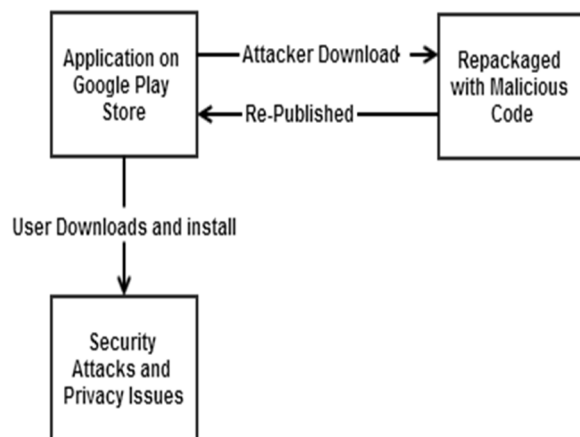 Application on
Google Play
Store
Attacker Download
Repackaged
with Malicious
Code
Re-Published
User Downloads and install
Security
Attacks and
Privacy Issues